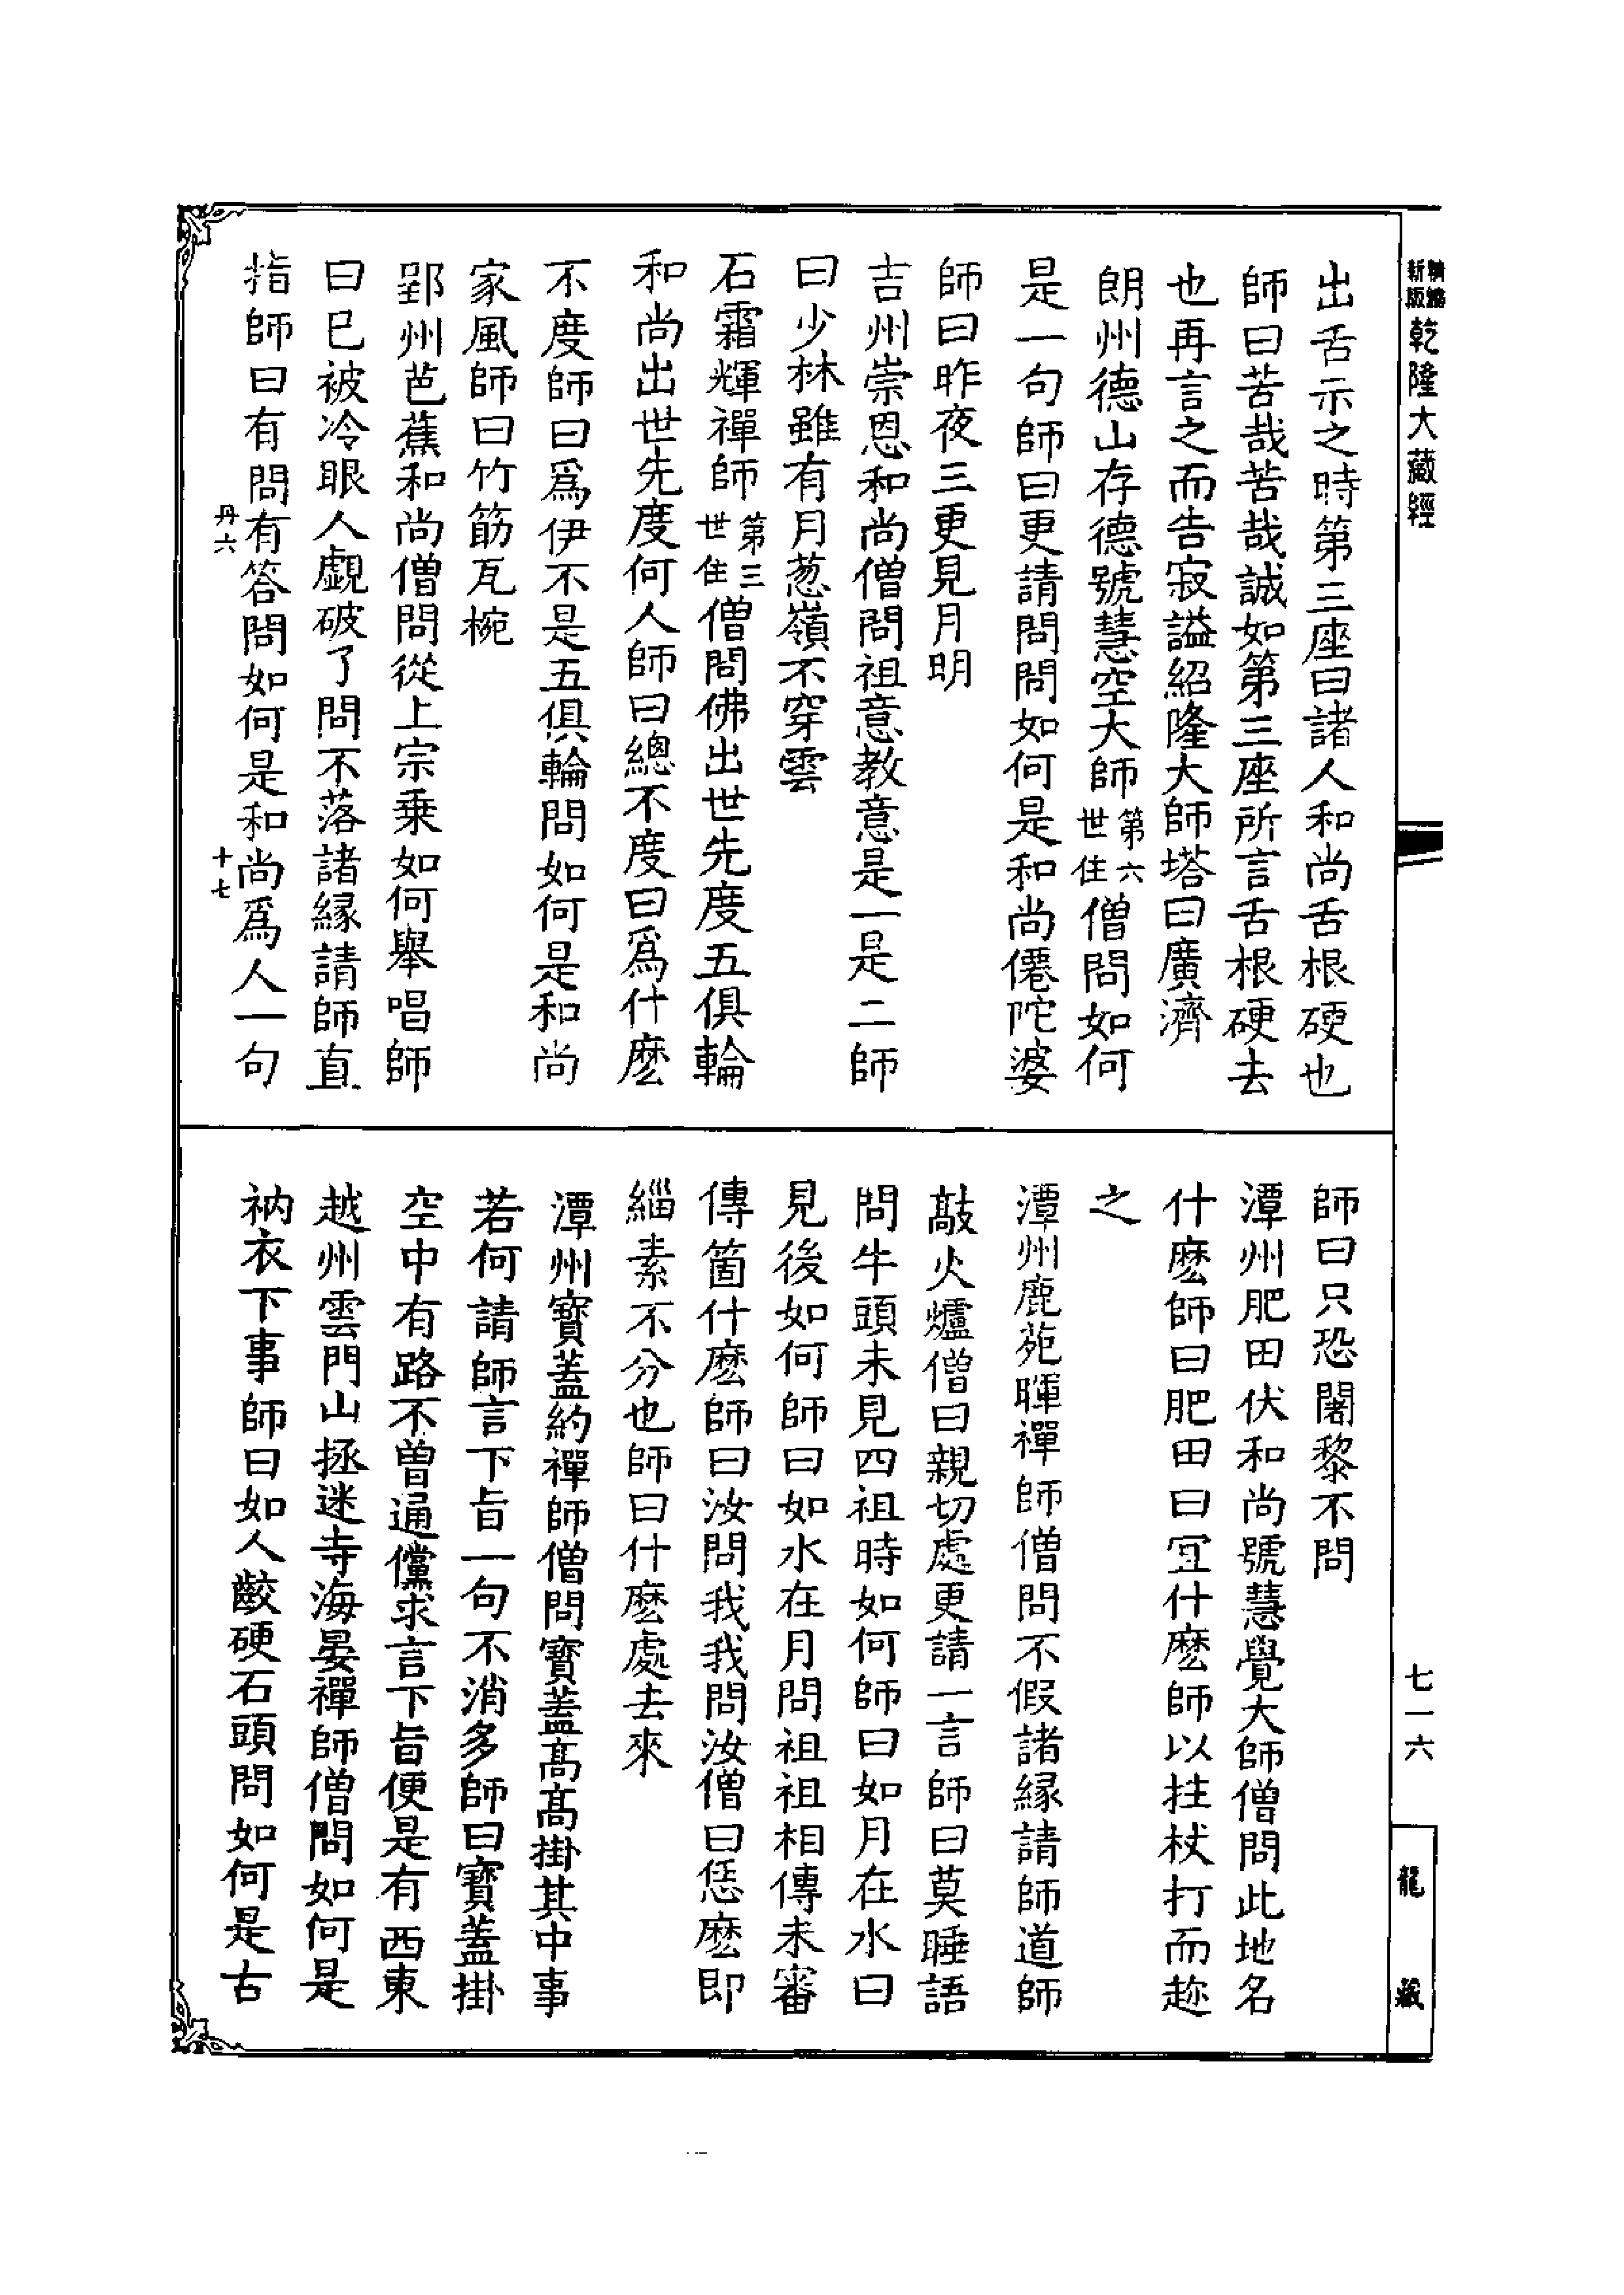 新版
乾隆大藏經
出舌示之時第三座曰諸人和尚舌根硬也
師曰苦哉苦哉誠如第三座所言舌根硬去
也再言之而告寂謚紹隆大師塔曰廣濟
朗州德山存德號慧空大師第六世住僧問如何
是一句師曰更請問問如何是和尚僊陀婆
師曰昨夜三更見月明
吉州崇恩和尚僧問祖意教意是一是二師
曰少林雖有月葱嶺不穿雲
石霜輝禪師第三世住僧問佛出世先度五俱輪
和尚出世先度何人師曰總不度曰爲什麽
不度師曰爲伊不是五俱輪問如何是和尚
家風師曰竹筯瓦椀
郢州芭蕉和尚僧問從上宗乗如何舉唱師
曰巳被冷眼人覷破了問不落諸縁請師直
指師曰有問有答問如何是和尚爲人一句
丹六
十七
師曰只恐闍黎不問
潭州肥田伏和尚號慧覺大師僧問此地名
什麽師曰肥田曰宜什麽師以拄杖打而趂
之
潭州鹿苑暉禪師僧問不假諸縁請師道師
敲火爐僧曰親切處更請一言師曰莫睡語
問牛頭未見四祖時如何師曰如月在水曰
見後如何師曰如水在月問祖祖相傳未審
傳箇什麽師曰汝問我我問汝僧曰恁麽即
緇素不分也師曰什麽處去來
潭州寶蓋約禪師僧問寶蓋高高掛其中事
若何請師言下旨一句不消多師曰寶蓋掛
空中有路不曽通儻求言下旨便是有西東
越州雲門山拯迷寺海晏禪師僧問如何是
衲衣下事師曰如人齩硬石頭問如何是古
七一六
龍藏